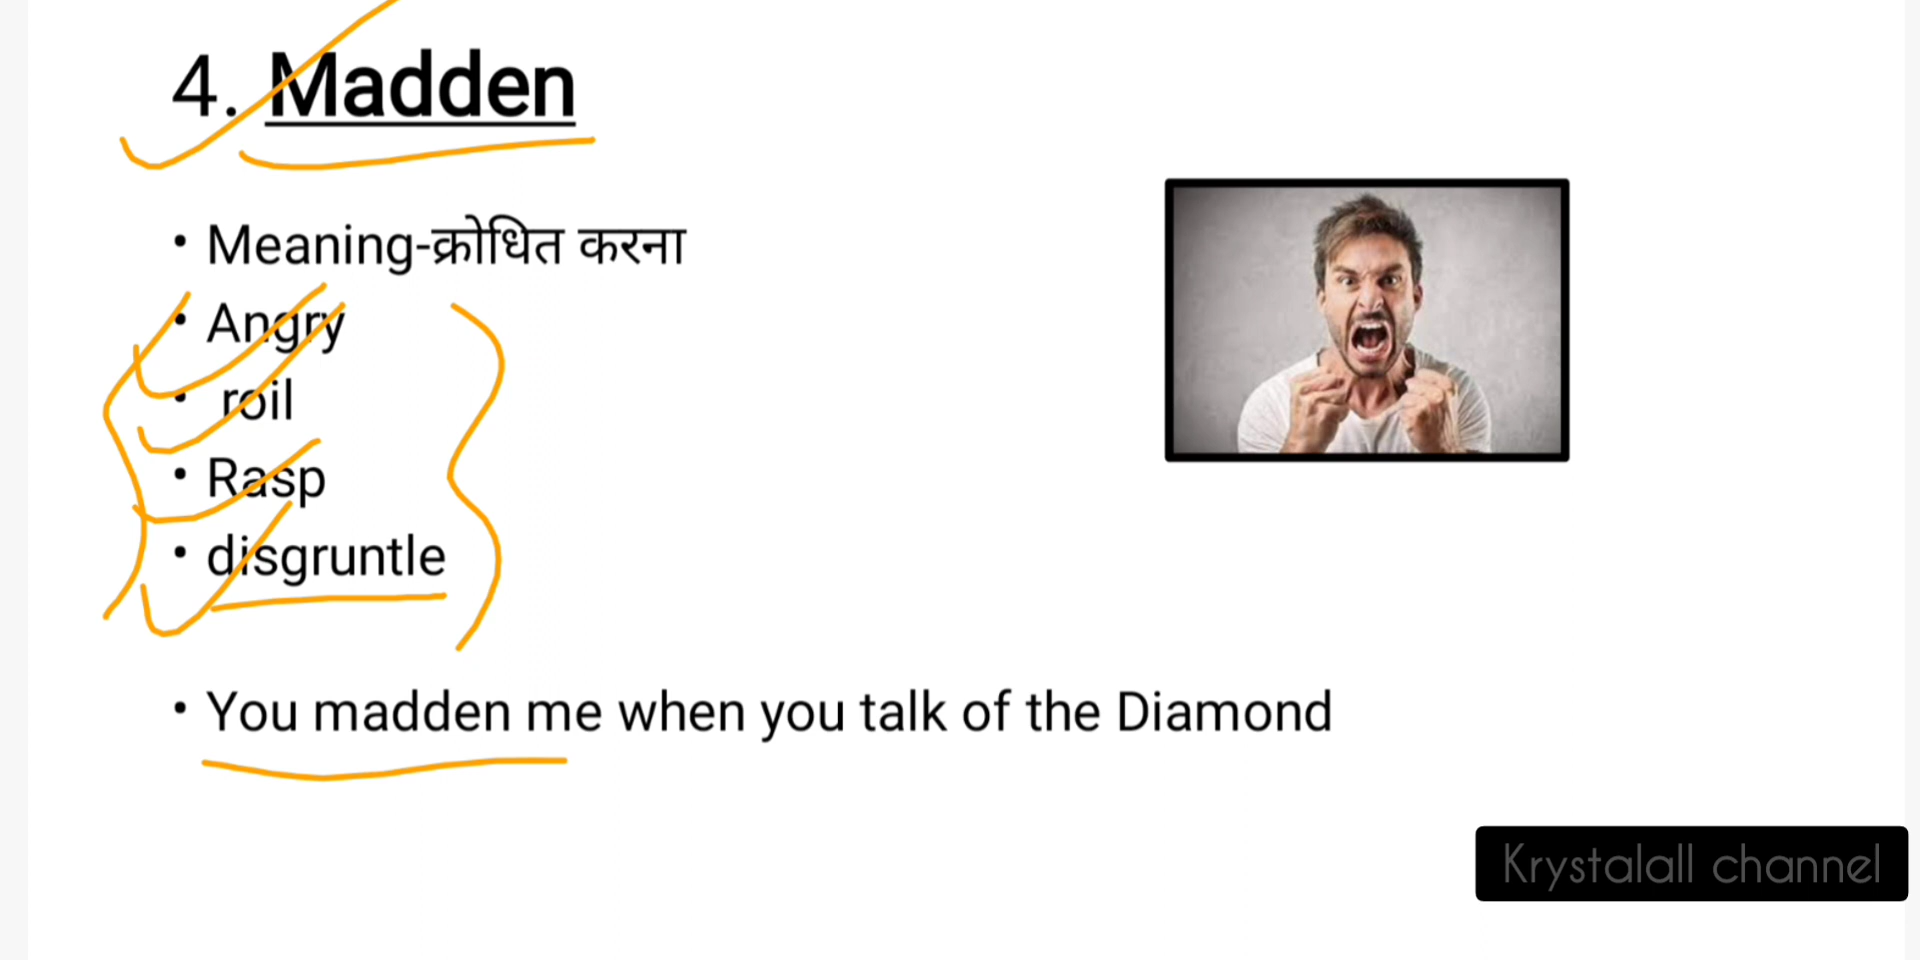 4. Madden
• Meaning-क्रोधित करना
• Angry
• roil
• Rasp
• disgruntle
• You madden me when you talk of the Diamond
Krystalall channel